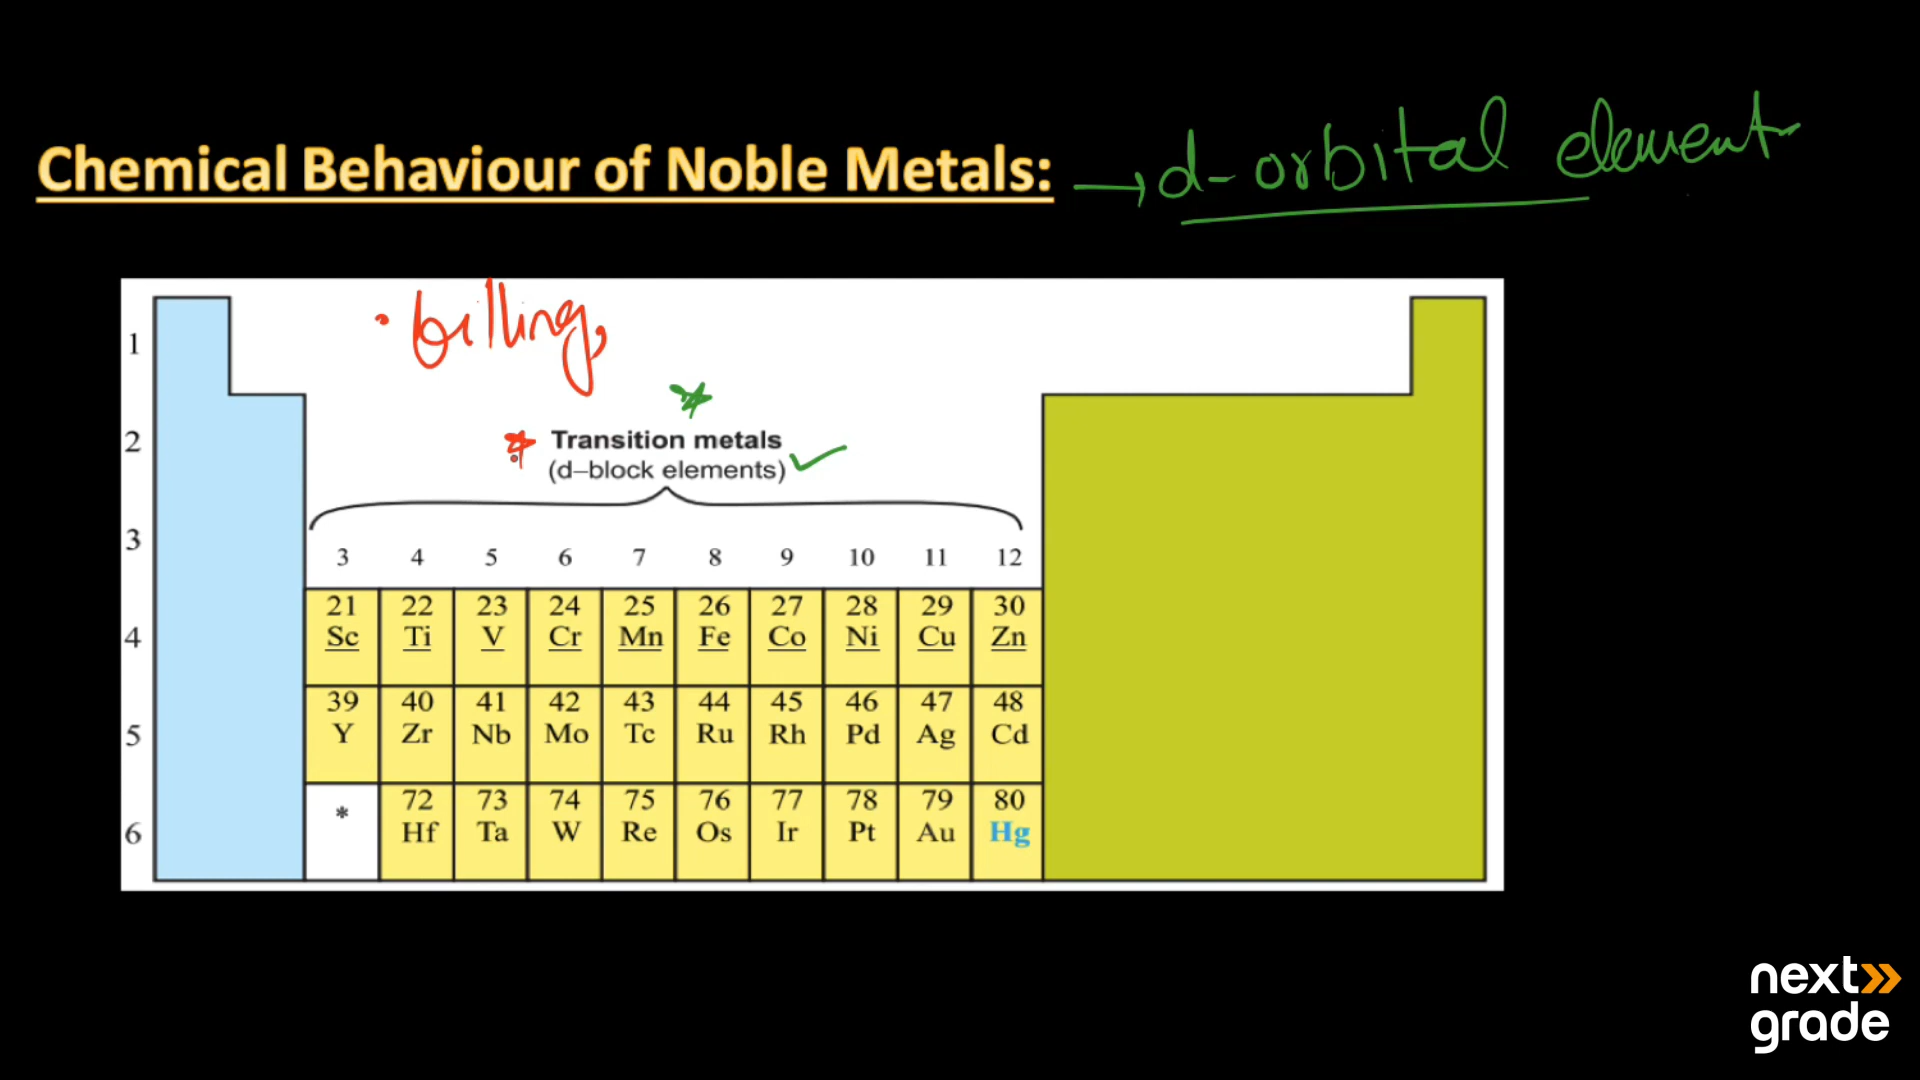 Chemical Behaviour of Noble Metals: → d-orbital element
· billing,
* Transition metals
(d–block elements) ✓
3 4 5 6 7 8 9 10 11 12
1
2
3
4
5
6
21 22 23 24 25 26 27 28 29 30
Sc Ti V Cr Mn Fe Co Ni Cu Zn
39 40 41 42 43 44 45 46 47 48
Y Zr Nb Mo Tc Ru Rh Pd Ag Cd
* 72 73 74 75 76 77 78 79 80
Hf Ta W Re Os Ir Pt Au Hg
next
grade